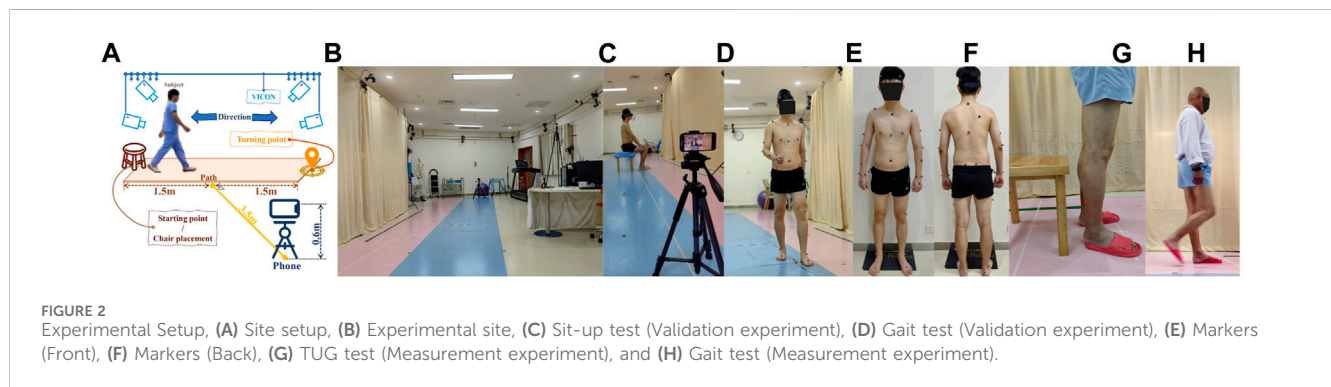 A B C D E F G H
Subject
VICON
Direction
Turning point
Path
1.5m 1.5m
3.5m
0.6m
Starting point
/
Chair placement
Phone
FIGURE 2
Experimental Setup, (A) Site setup, (B) Experimental site, (C) Sit-up test (Validation experiment), (D) Gait test (Validation experiment), (E) Markers
(Front), (F) Markers (Back), (G) TUG test (Measurement experiment), and (H) Gait test (Measurement experiment).